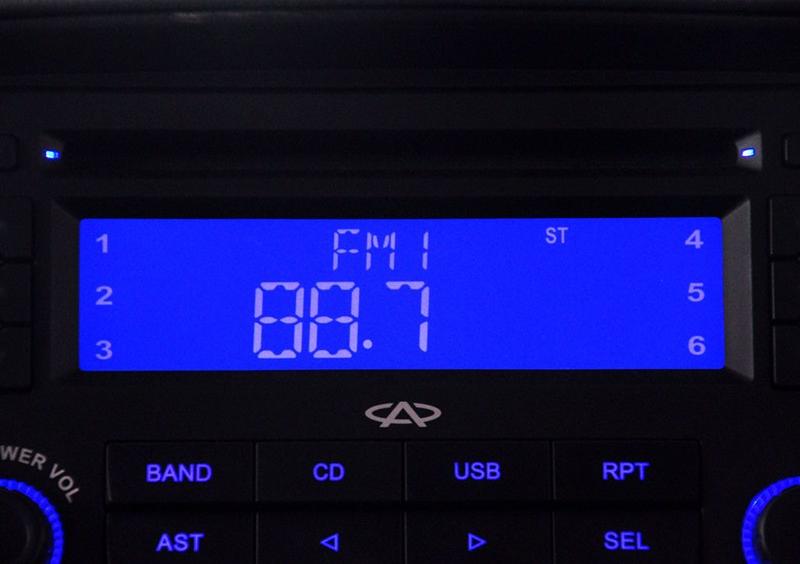 FM1 ST
1 4
88.7
2 5
3 6
WER VOL
BAND CD USB RPT
AST SEL